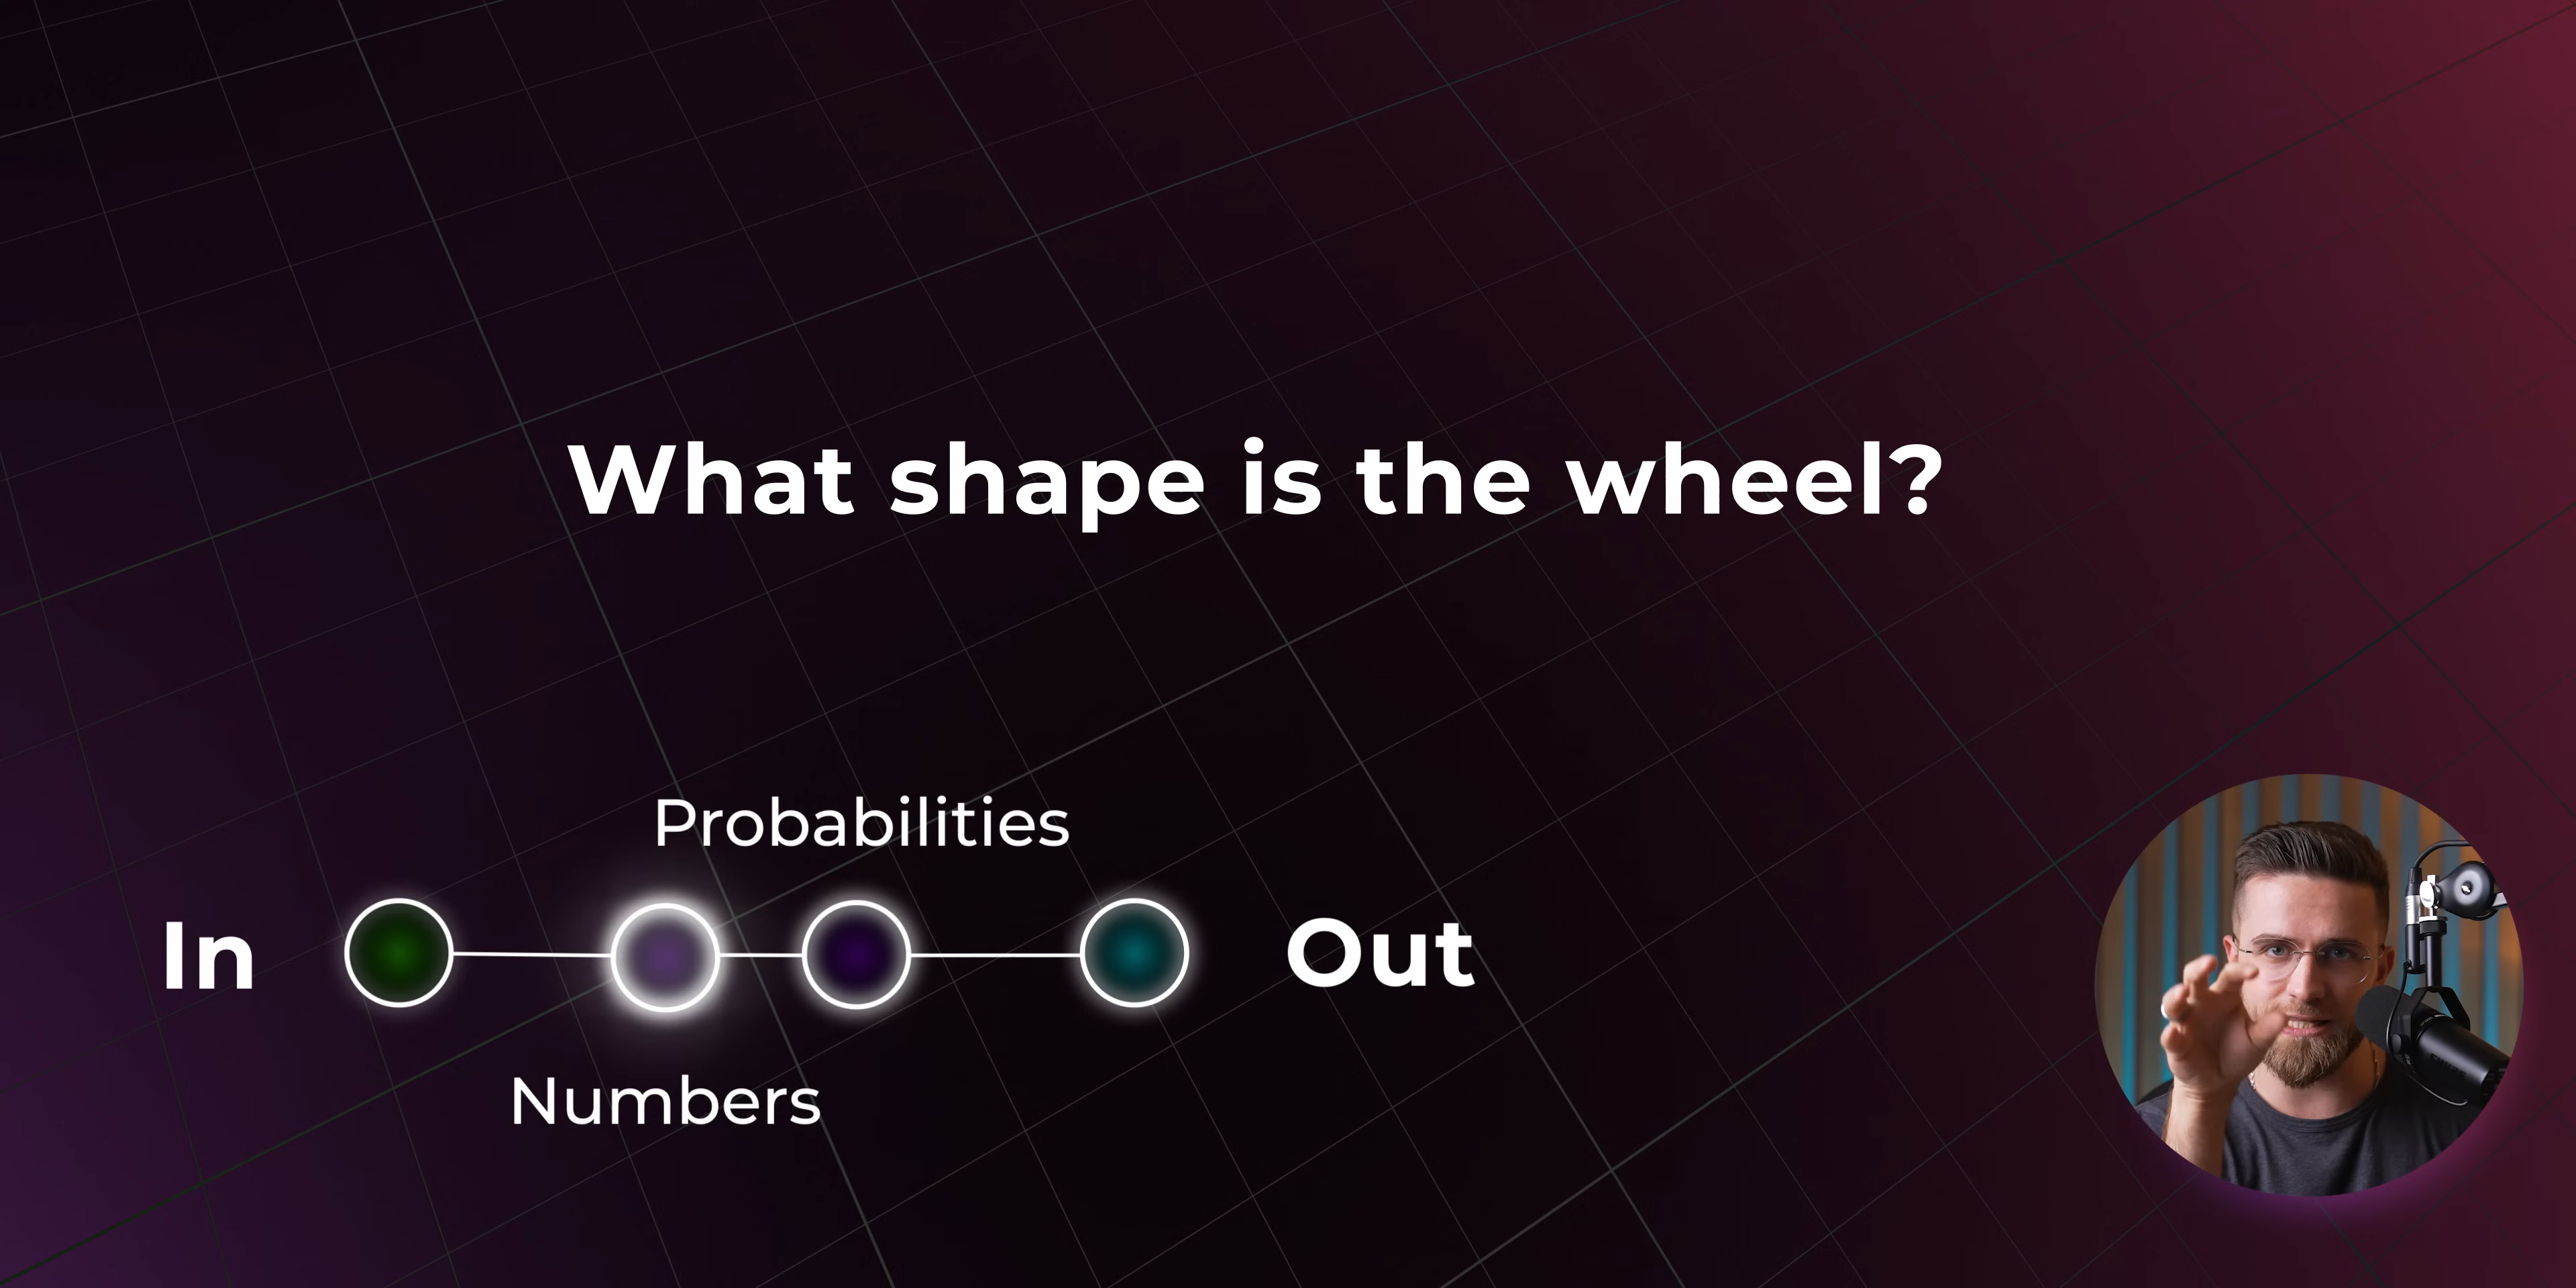 What shape is the wheel?
Probabilities
In
Out
Numbers